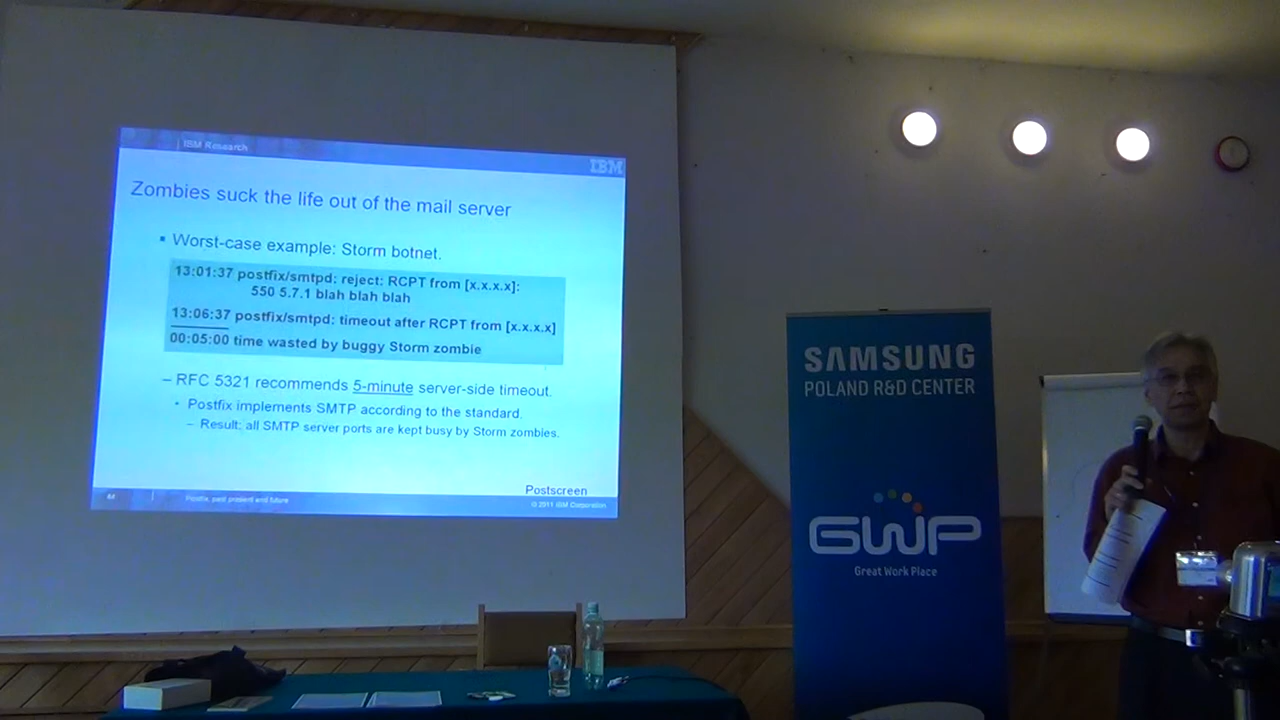 IBM Research
IBM
Zombies suck the life out of the mail server
▪ Worst-case example: Storm botnet.
13:01:37 postfix/smtpd: reject: RCPT from [x.x.x.x]:
550 5.7.1 blah blah blah
13:06:37 postfix/smtpd: timeout after RCPT from [x.x.x.x]
00:05:00 time wasted by buggy Storm zombie
– RFC 5321 recommends 5-minute server-side timeout.
• Postfix implements SMTP according to the standard.
– Result: all SMTP server ports are kept busy by Storm zombies.
Postscreen
64
Postfix, past present and future
© 2011 IBM Corporation
SAMSUNG
POLAND R&D CENTER
GWP
Great Work Place